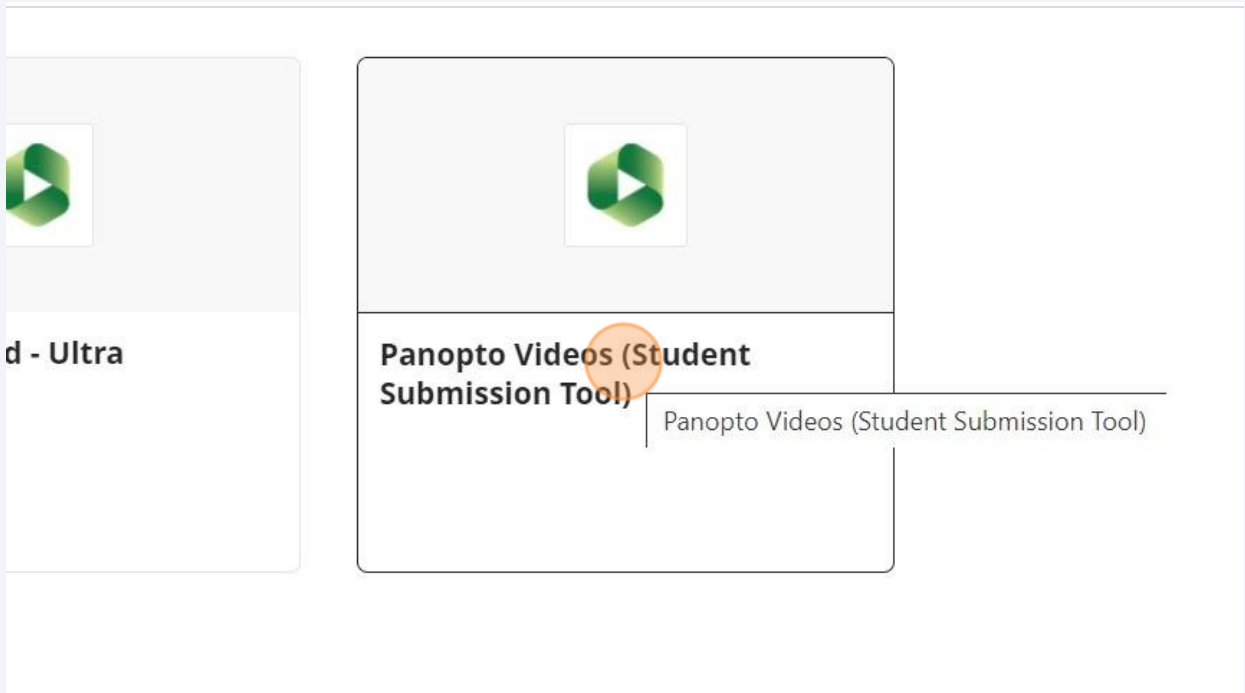 d - Ultra
Panopto Videos (Student
Submission Tool)
Panopto Videos (Student Submission Tool)